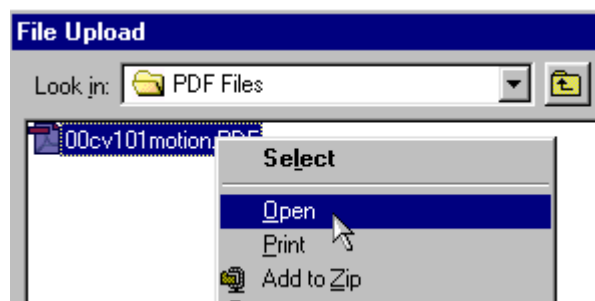 File Upload
Look in: PDF Files
00cv101motion.PDF
Select
Open
Print
Add to Zip